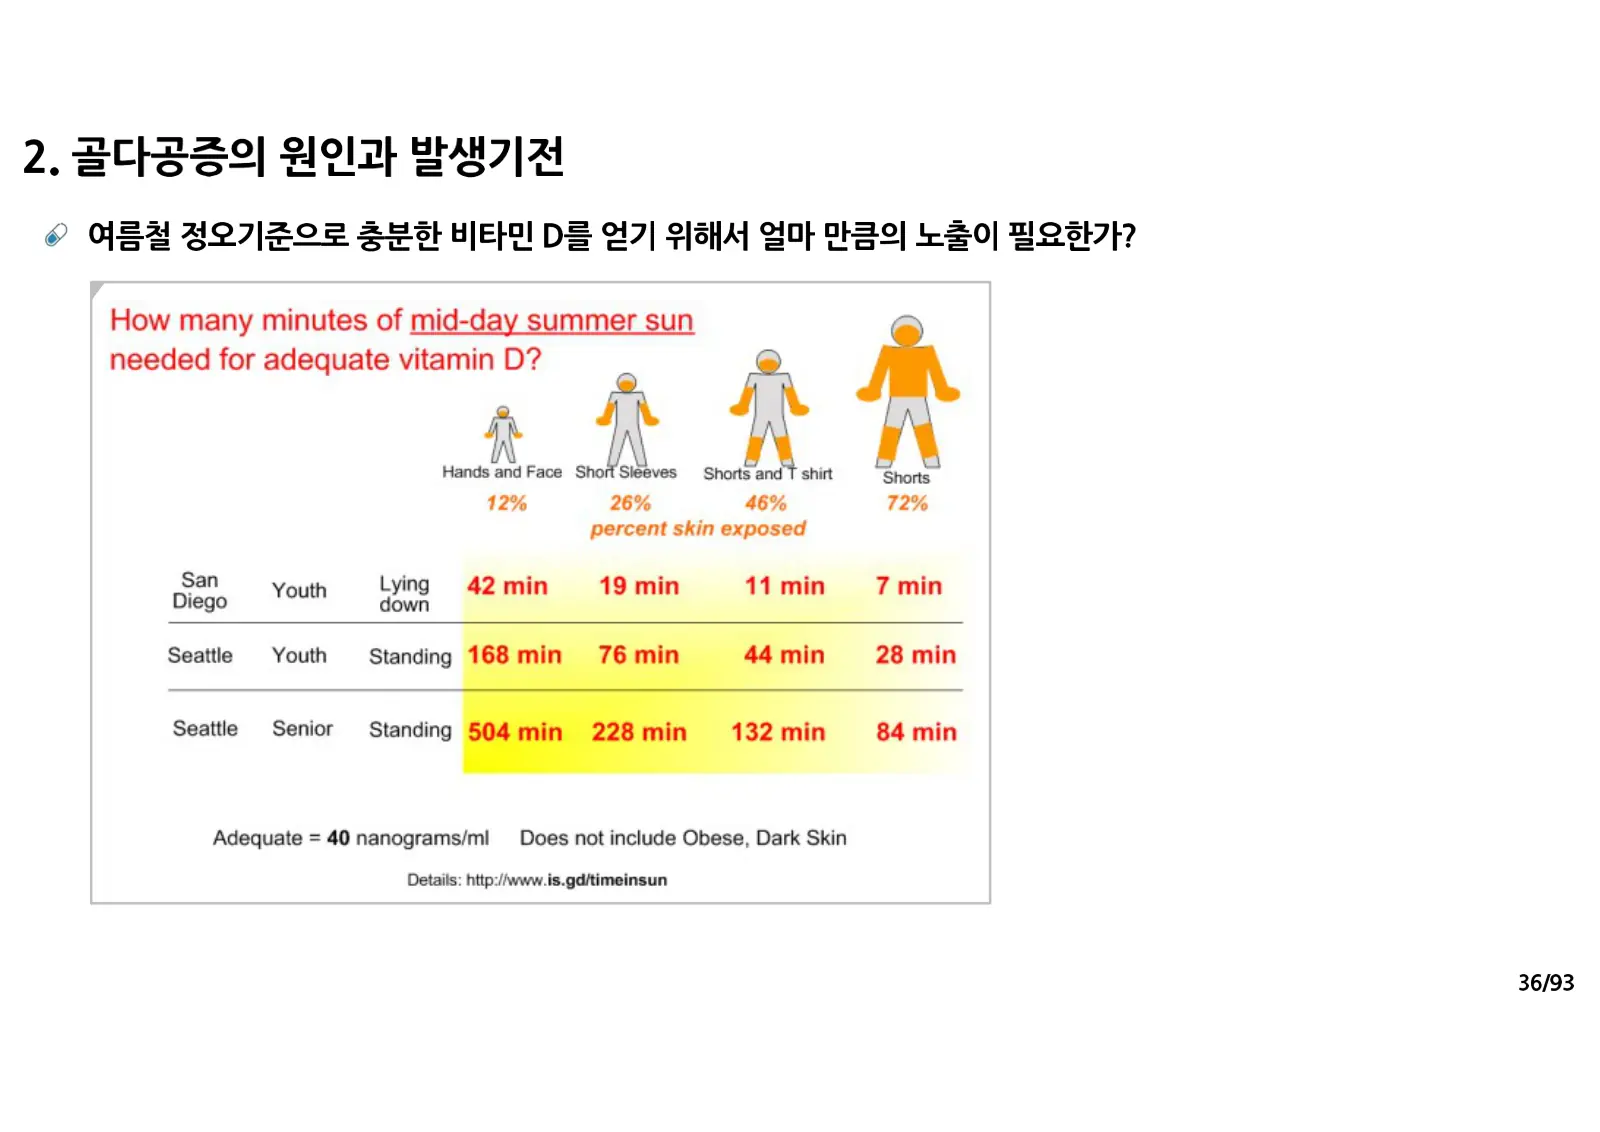 2. 골다공증의 원인과 발생기전
여름철 정오기준으로 충분한 비타민 D를 얻기 위해서 얼마 만큼의 노출이 필요한가?
How many minutes of mid-day summer sun
needed for adequate vitamin D?
Hands and Face Short Sleeves Shorts and T shirt Shorts
12% 26% 46% 72%
percent skin exposed
San Diego Youth Lying down 42 min 19 min 11 min 7 min
Seattle Youth Standing 168 min 76 min 44 min 28 min
Seattle Senior Standing 504 min 228 min 132 min 84 min
Adequate = 40 nanograms/ml Does not include Obese, Dark Skin
Details: http://www.is.gd/timeinsun
36/93